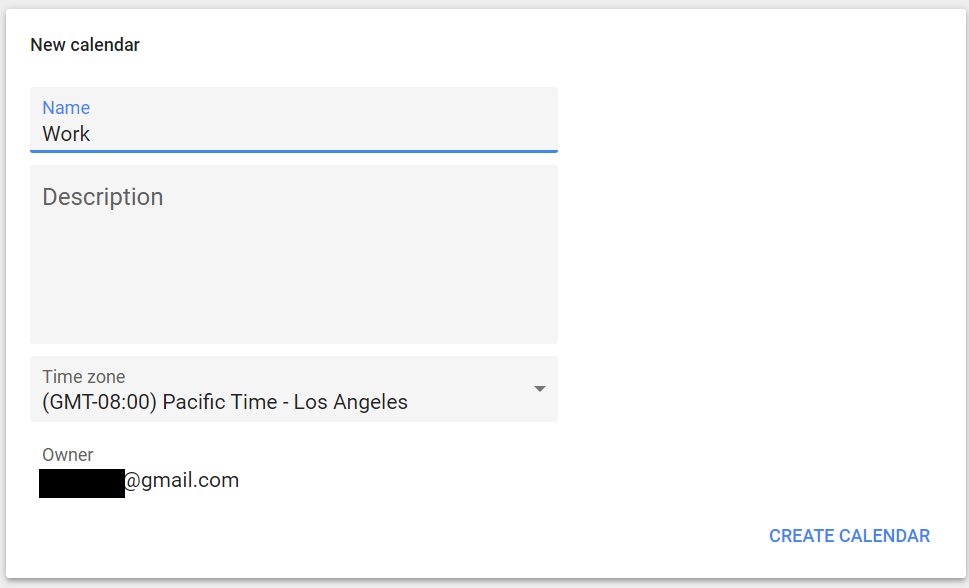 New calendar
Name
Work
Description
Time zone
(GMT-08:00) Pacific Time - Los Angeles
Owner
@gmail.com
CREATE CALENDAR